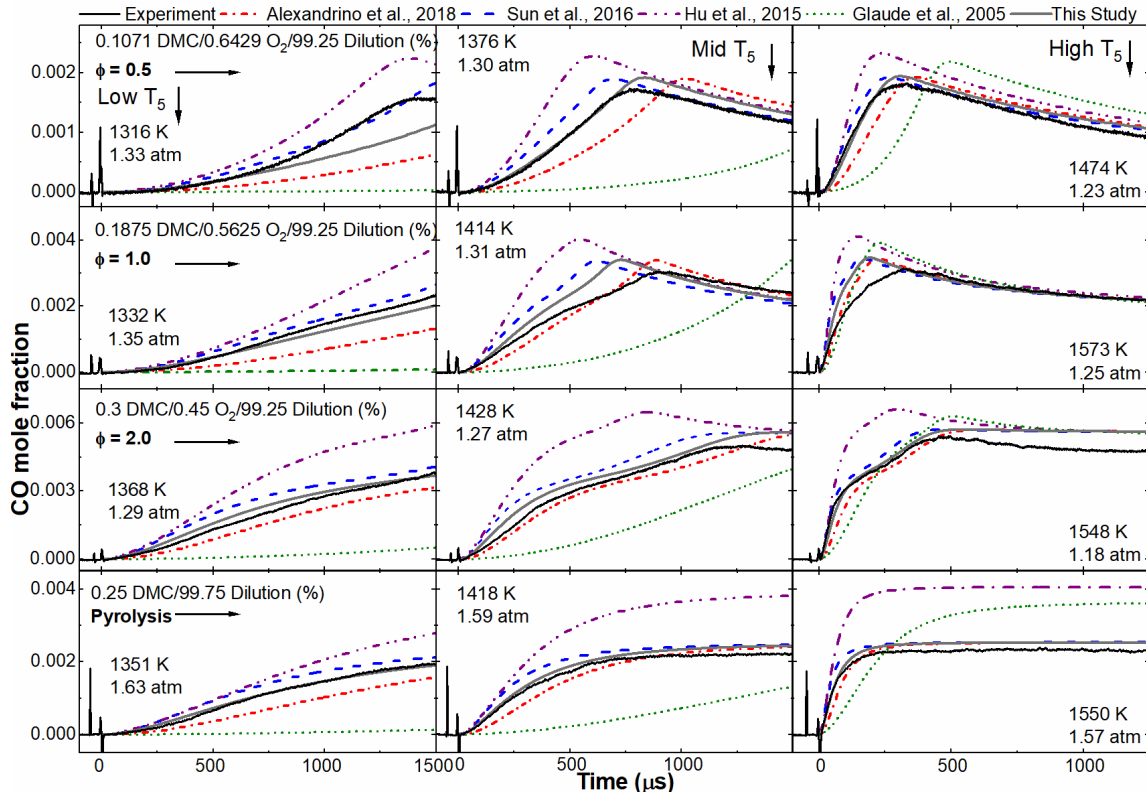 Experiment Alexandrino et al., 2018 Sun et al., 2016 Hu et al., 2015 Glaude et al., 2005 This Study
0.1071 DMC/0.6429 O₂/99.25 Dilution (%)
ϕ = 0.5
Low T₅
1316 K
1.33 atm
1376 K
1.30 atm
Mid T₅
High T₅
1474 K
1.23 atm
0.002
0.001
0.000
0.1875 DMC/0.5625 O₂/99.25 Dilution (%)
ϕ = 1.0
1332 K
1.35 atm
1414 K
1.31 atm
1573 K
1.25 atm
0.004
0.002
0.000
0.3 DMC/0.45 O₂/99.25 Dilution (%)
ϕ = 2.0
1368 K
1.29 atm
1428 K
1.27 atm
1548 K
1.18 atm
0.006
0.003
0.000
0.25 DMC/99.75 Dilution (%)
Pyrolysis
1351 K
1.63 atm
1418 K
1.59 atm
1550 K
1.57 atm
0.004
0.002
0.000
CO mole fraction
0 500 1000 1500 0 500 1000 0 500 1000
Time (μs)